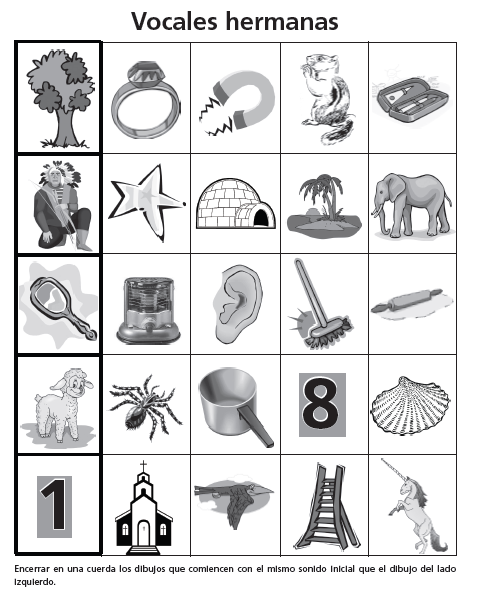 Vocales hermanas
8
1
Encerrar en una cuerda los dibujos que comiencen con el mismo sonido inicial que el dibujo del lado
izquierdo.